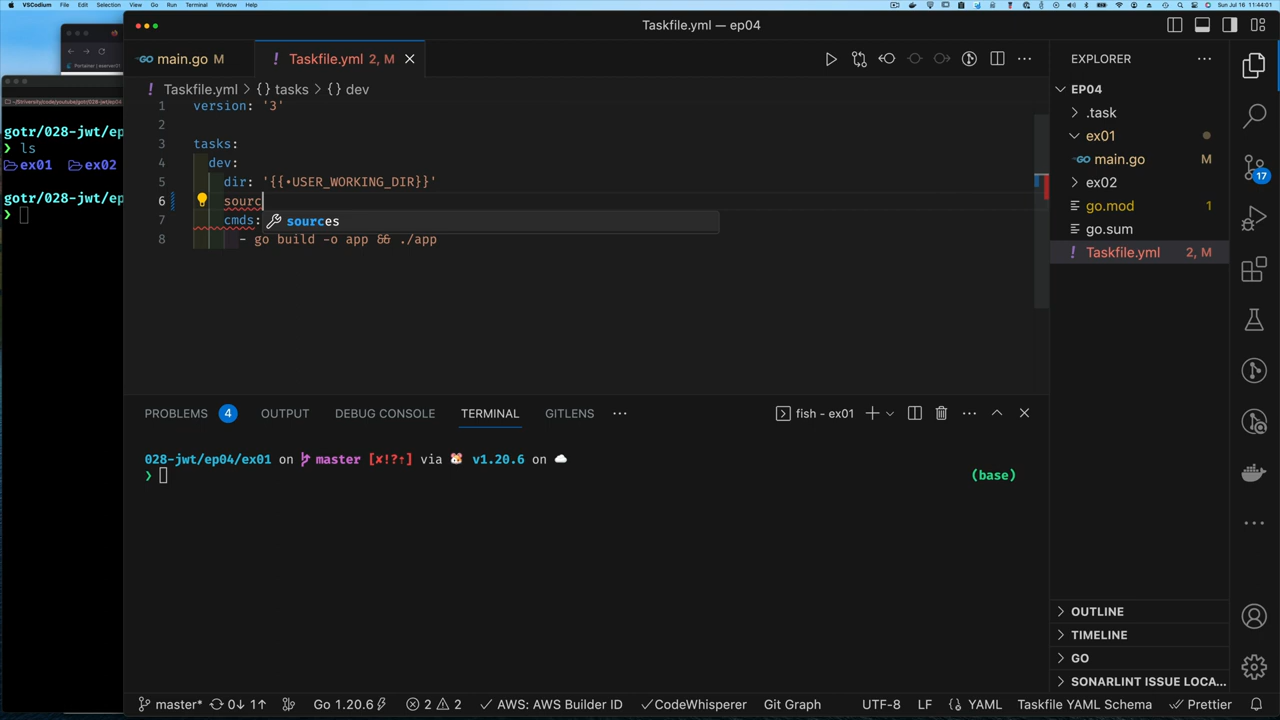 VSCodium File Edit Selection View Go Run Terminal Window Help
Sun Jul 16 11:44:01
Taskfile.yml — ep04
main.go M
Taskfile.yml 2, M
Taskfile.yml > {} tasks > {} dev
1 version: '3'
2
3 tasks:
4 dev:
5 dir: '{{•USER_WORKING_DIR}}'
6 sourc
sources
7 cmds:
8 - go build -o app && ./app
gotr/028-jwt/ep
❯ ls
ex01 ex02
gotr/028-jwt/ep
❯
EXPLORER
EP04
.task
ex01
main.go M
ex02
go.mod 1
go.sum
Taskfile.yml 2, M
17
OUTLINE
TIMELINE
GO
SONARLINT ISSUE LOCA...
PROBLEMS 4 OUTPUT DEBUG CONSOLE TERMINAL GITLENS
fish - ex01
028-jwt/ep04/ex01 on master [✘!?⇡] via 🐹 v1.20.6 on ☁️
❯
(base)
master* 0↓ 1↑ Go 1.20.6 2 2 AWS: AWS Builder ID CodeWhisperer Git Graph UTF-8 LF YAML Taskfile YAML Schema Prettier